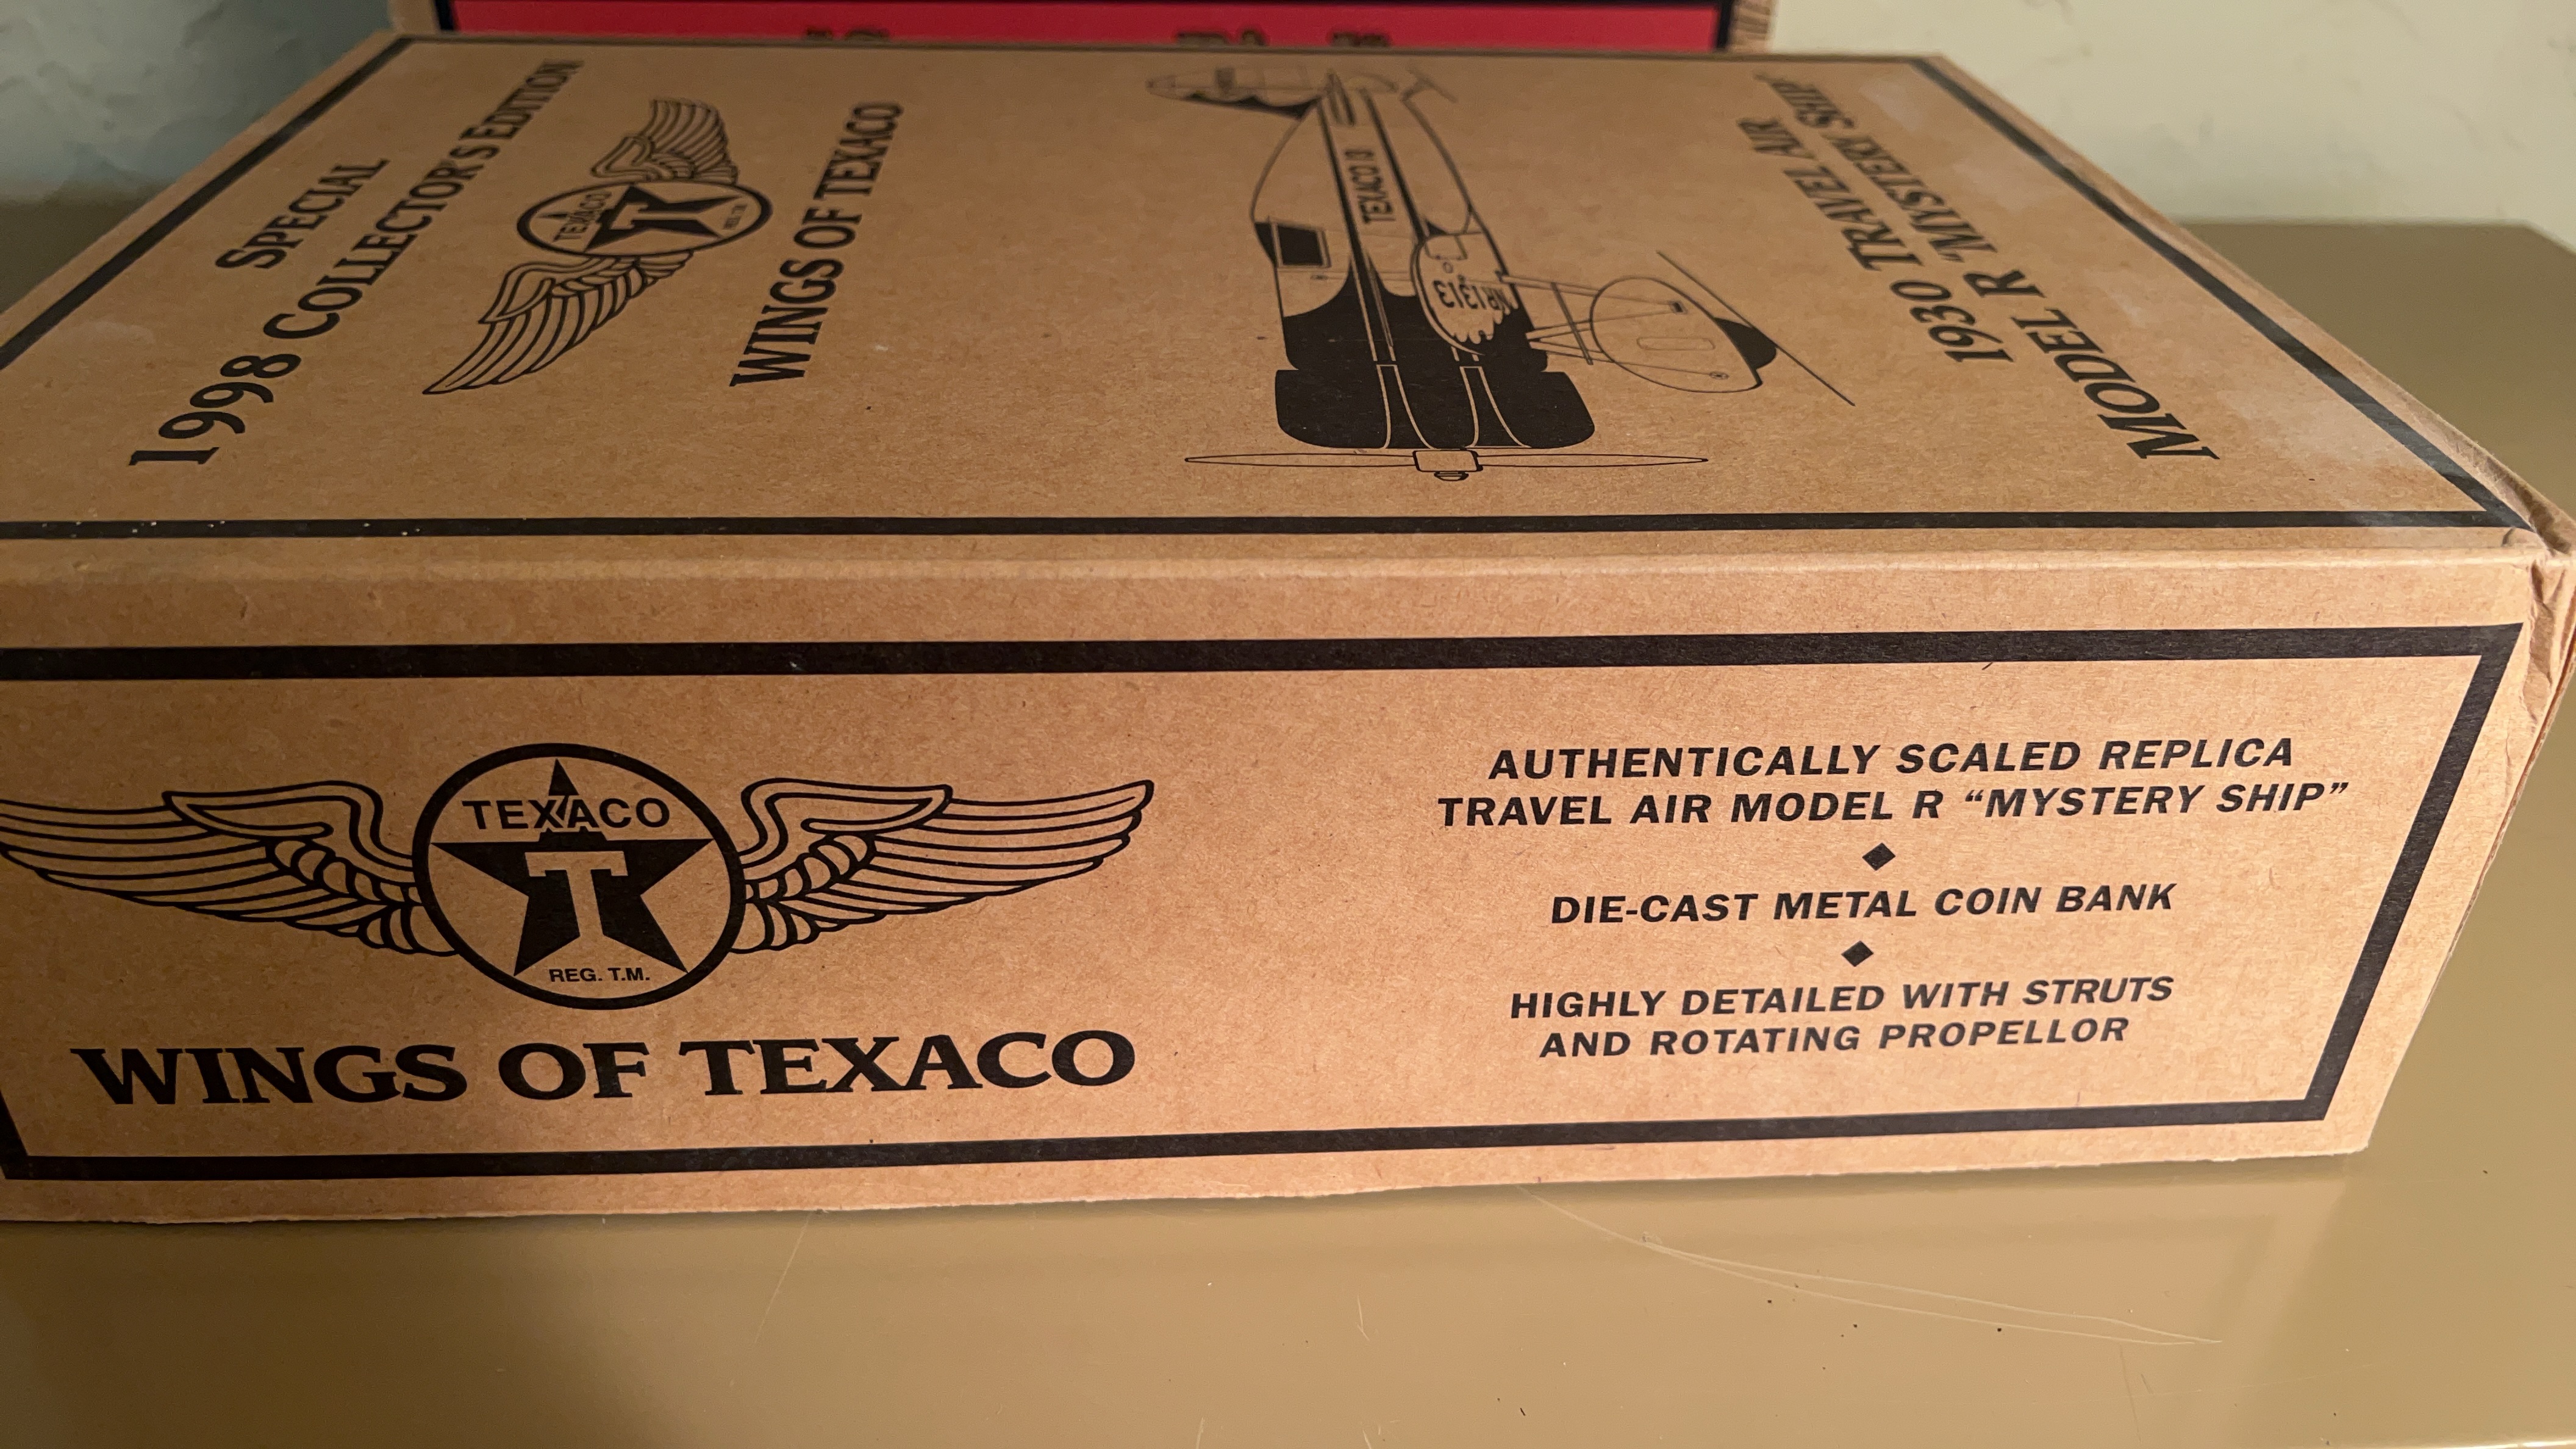 SPECIAL
1998 COLLECTOR'S EDITION
TEXACO
T
REG. T.M.
WINGS OF TEXACO
TEXACO 13
NR1313
1930 TRAVEL AIR
MODEL R "MYSTERY SHIP"
TEXACO
T
REG. T.M.
WINGS OF TEXACO
AUTHENTICALLY SCALED REPLICA
TRAVEL AIR MODEL R “MYSTERY SHIP”
DIE-CAST METAL COIN BANK
HIGHLY DETAILED WITH STRUTS
AND ROTATING PROPELLOR